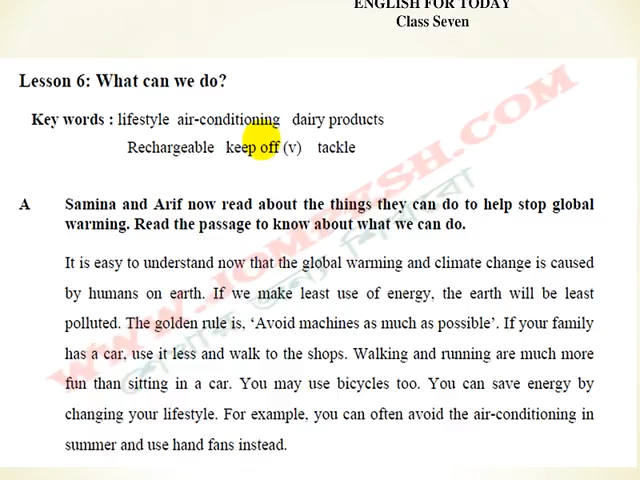 ENGLISH FOR TODAY
Class Seven
Lesson 6: What can we do?
Key words : lifestyle air-conditioning dairy products
Rechargeable keep off (v) tackle
A Samina and Arif now read about the things they can do to help stop global
warming. Read the passage to know about what we can do.
It is easy to understand now that the global warming and climate change is caused
by humans on earth. If we make least use of energy, the earth will be least
polluted. The golden rule is, ‘Avoid machines as much as possible’. If your family
has a car, use it less and walk to the shops. Walking and running are much more
fun than sitting in a car. You may use bicycles too. You can save energy by
changing your lifestyle. For example, you can often avoid the air-conditioning in
summer and use hand fans instead.
WWW.JOMPESH.COM
শেখার জন্য শিখবো